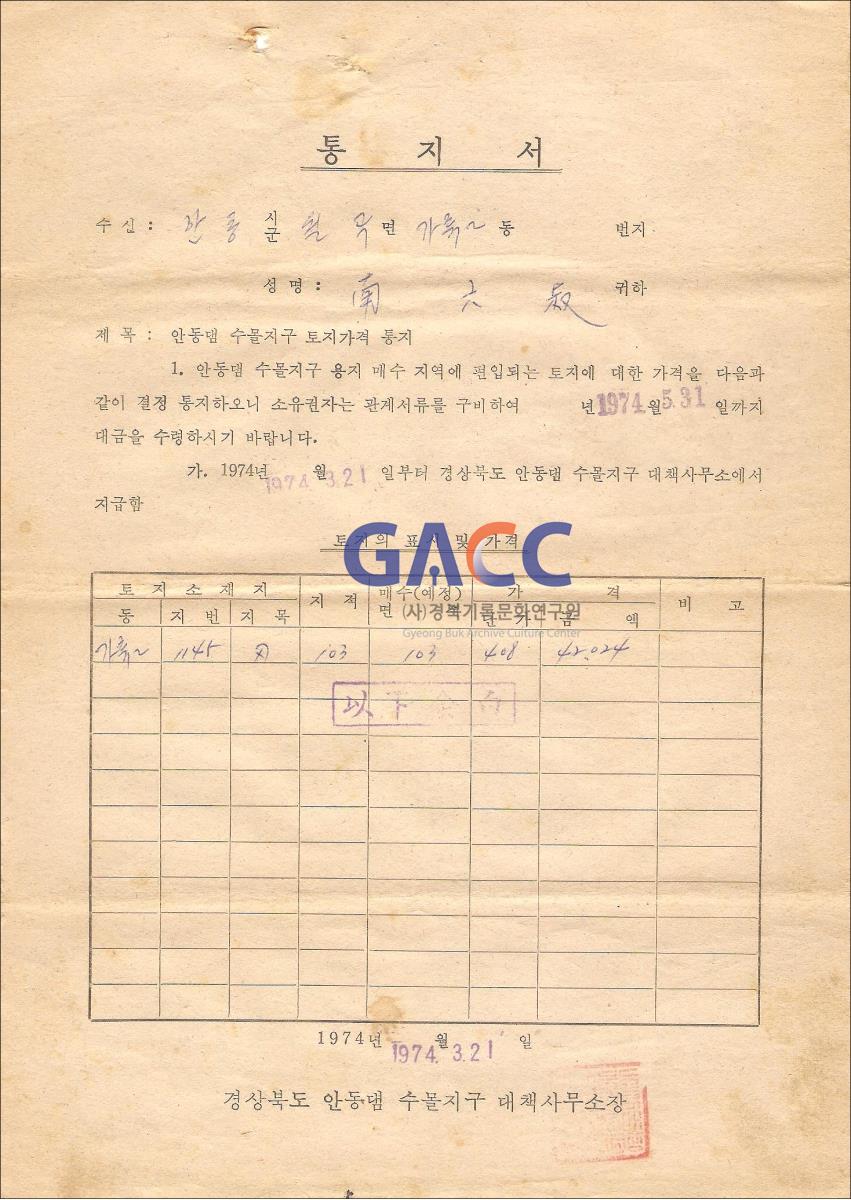 통 지 서
수 신 : 안 동 시 군 월 곡 면 가류2 동 번지
성 명 : 南 六 귀하
제 목 : 안동댐 수몰지구 토지가격 통지
1. 안동댐 수몰지구 용지 매수 지역에 편입되는 토지에 대한 가격을 다음과
같이 결정 통지하오니 소유권자는 관계서류를 구비하여 년 1974 월 5.31 일까지
대금을 수령하시기 바랍니다.
가. 1974년 월 1974 3.21 일부터 경상북도 안동댐 수몰지구 대책사무소에서
지급함
토지의 표시 및 가격
GACC
(사)경북기록문화연구원
Gyeong Buk Archive Culture Center
토 지 소 재 지 지 적 매수(예정) 가 격 비 고
동 지 번 지 목 면 적 단 가 금 액
가류2 1145 103 103 408 42.024
以下余白
1974년 월 일
1974. 3.21
경상북도 안동댐 수몰지구 대책사무소장